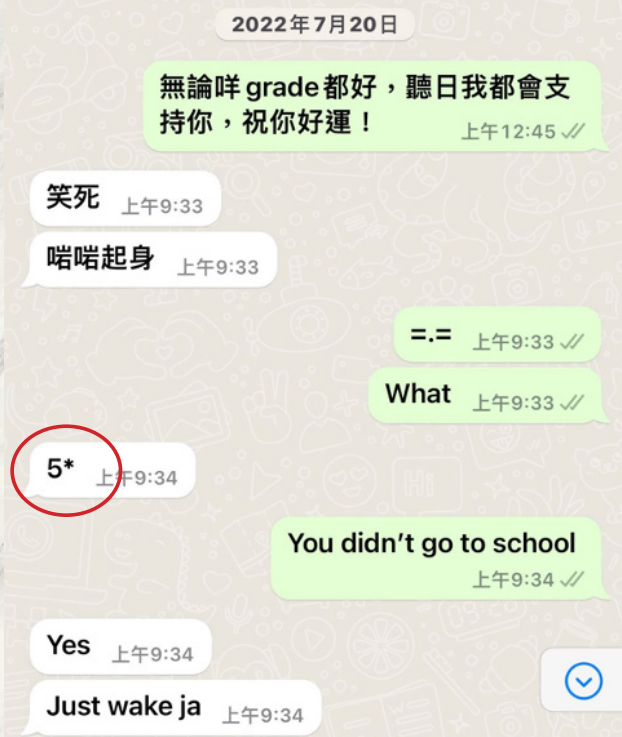 2022年7月20日
無論咩grade都好，聽日我都會支
持你，祝你好運！
上午12:45
笑死 上午9:33
啱啱起身 上午9:33
=.= 上午9:33
What 上午9:33
5* 上午9:34
You didn't go to school
上午9:34
Yes 上午9:34
Just wake ja 上午9:34